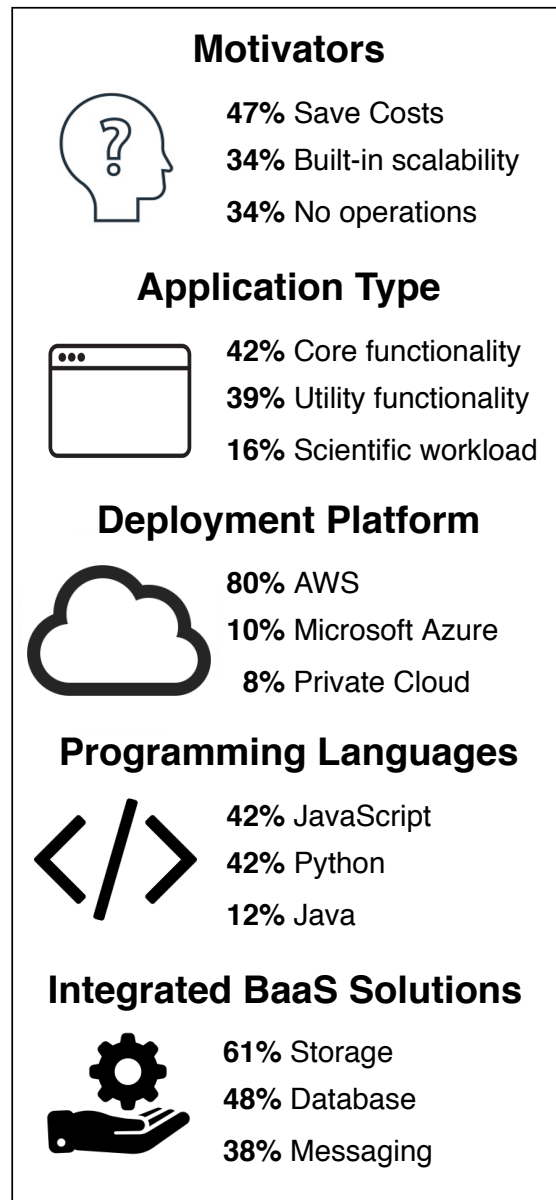 Motivators
?
47% Save Costs
34% Built-in scalability
34% No operations
Application Type
42% Core functionality
39% Utility functionality
16% Scientific workload
Deployment Platform
80% AWS
10% Microsoft Azure
8% Private Cloud
Programming Languages
</>
42% JavaScript
42% Python
12% Java
Integrated BaaS Solutions
61% Storage
48% Database
38% Messaging